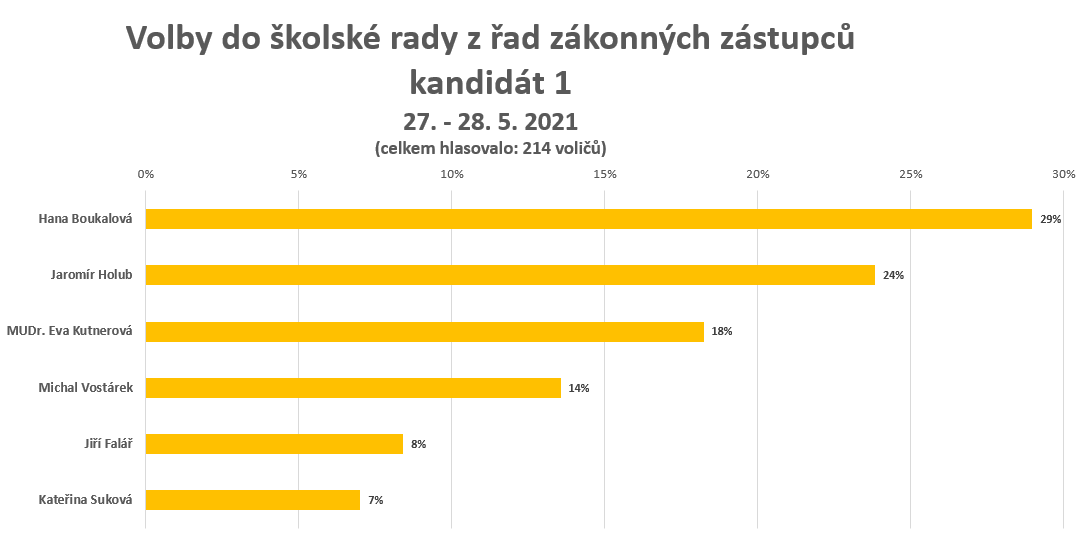 Volby do školské rady z řad zákonných zástupců
kandidát 1
27. - 28. 5. 2021
(celkem hlasovalo: 214 voličů)
0% 5% 10% 15% 20% 25% 30%
Hana Boukalová 29%
Jaromír Holub 24%
MUDr. Eva Kutnerová 18%
Michal Vostárek 14%
Jiří Falář 8%
Kateřina Suková 7%